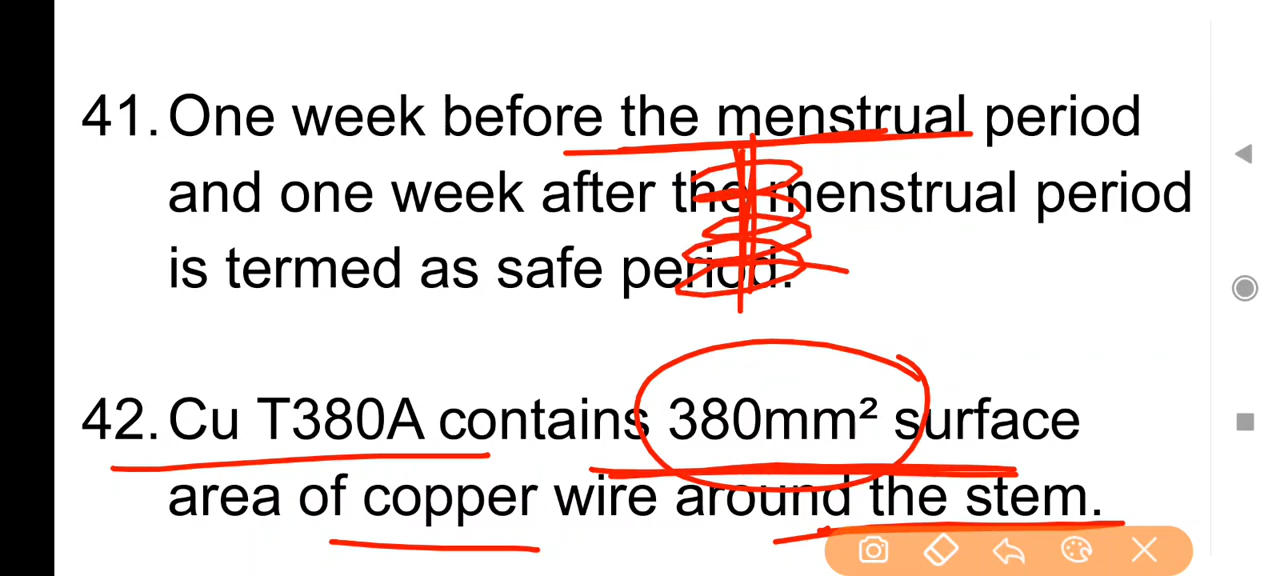 41. One week before the menstrual period
and one week after the menstrual period
is termed as safe period.
42. Cu T380A contains 380mm² surface
area of copper wire around the stem.